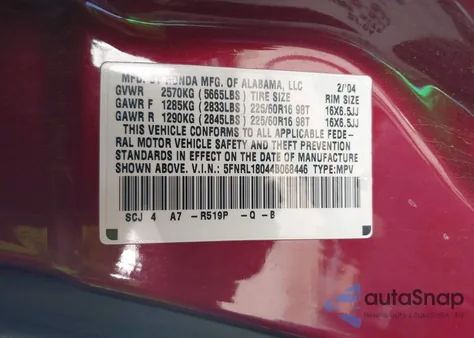 MFD. BY HONDA MFG. OF ALABAMA, LLC 2/'04
GVWR 2570KG (5665LBS) TIRE SIZE RIM SIZE
GAWR F 1285KG (2833LBS) 225/60R16 98T 16X6.5JJ
GAWR R 1290KG (2845LBS) 225/60R16 98T 16X6.5JJ
THIS VEHICLE CONFORMS TO ALL APPLICABLE FEDE-
RAL MOTOR VEHICLE SAFETY AND THEFT PREVENTION
STANDARDS IN EFFECT ON THE DATE OF MANUFACTURE
SHOWN ABOVE. V.I.N.: 5FNRL18044B068446 TYPE:MPV
SCJ 4 A7 -R519P -Q -B
autoSnap